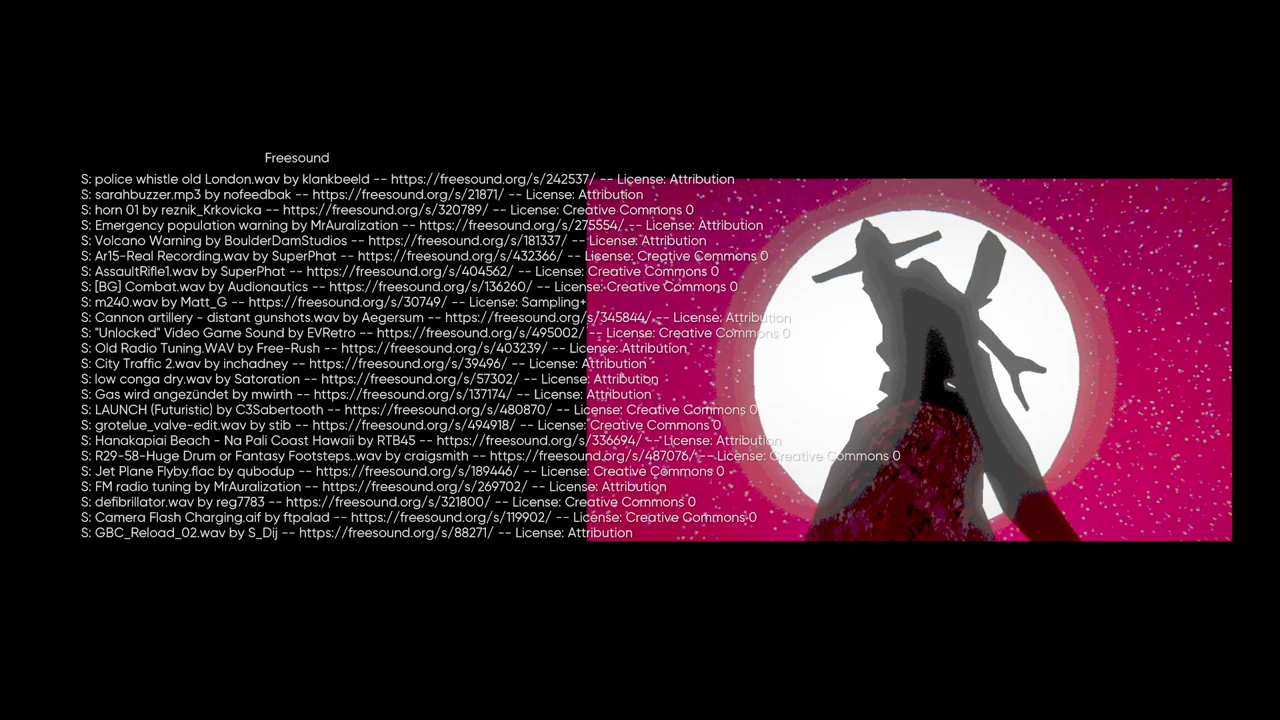 Freesound
S: police whistle old London.wav by klankbeeld -- https://freesound.org/s/242537/ -- License: Attribution
S: sarahbuzzer.mp3 by nofeedbak -- https://freesound.org/s/21871/ -- License: Attribution
S: horn 01 by reznik_Krkovicka -- https://freesound.org/s/320789/ -- License: Creative Commons 0
S: Emergency population warning by MrAuralization -- https://freesound.org/s/275554/ -- License: Attribution
S: Volcano Warning by BoulderDamStudios -- https://freesound.org/s/181337/ -- License: Attribution
S: Ar15-Real Recording.wav by SuperPhat -- https://freesound.org/s/432366/ -- License: Creative Commons 0
S: AssaultRifle1.wav by SuperPhat -- https://freesound.org/s/404562/ -- License: Creative Commons 0
S: [BG] Combat.wav by Audionautics -- https://freesound.org/s/136260/ -- License: Creative Commons 0
S: m240.wav by Matt_G -- https://freesound.org/s/30749/ -- License: Sampling+
S: Cannon artillery - distant gunshots.wav by Aegersum -- https://freesound.org/s/345844/ -- License: Attribution
S: "Unlocked" Video Game Sound by EVRetro -- https://freesound.org/s/495002/ -- License: Creative Commons 0
S: Old Radio Tuning.WAV by Free-Rush -- https://freesound.org/s/403239/ -- License: Attribution
S: City Traffic 2.wav by inchadney -- https://freesound.org/s/39496/ -- License: Attribution
S: low conga dry.wav by Satoration -- https://freesound.org/s/57302/ -- License: Attribution
S: Gas wird angezündet by mwirth -- https://freesound.org/s/137174/ -- License: Attribution
S: LAUNCH (Futuristic) by C3Sabertooth -- https://freesound.org/s/480870/ -- License: Creative Commons 0
S: grotelue_valve-edit.wav by stib -- https://freesound.org/s/494918/ -- License: Creative Commons 0
S: Hanakapiai Beach - Na Pali Coast Hawaii by RTB45 -- https://freesound.org/s/336694/ -- License: Attribution
S: R29-58-Huge Drum or Fantasy Footsteps..wav by craigsmith -- https://freesound.org/s/487076/ -- License: Creative Commons 0
S: Jet Plane Flyby.flac by qubodup -- https://freesound.org/s/189446/ -- License: Creative Commons 0
S: FM radio tuning by MrAuralization -- https://freesound.org/s/269702/ -- License: Attribution
S: defibrillator.wav by reg7783 -- https://freesound.org/s/321800/ -- License: Creative Commons 0
S: Camera Flash Charging.aif by ftpalad -- https://freesound.org/s/119902/ -- License: Creative Commons 0
S: GBC_Reload_02.wav by S_Dij -- https://freesound.org/s/88271/ -- License: Attribution